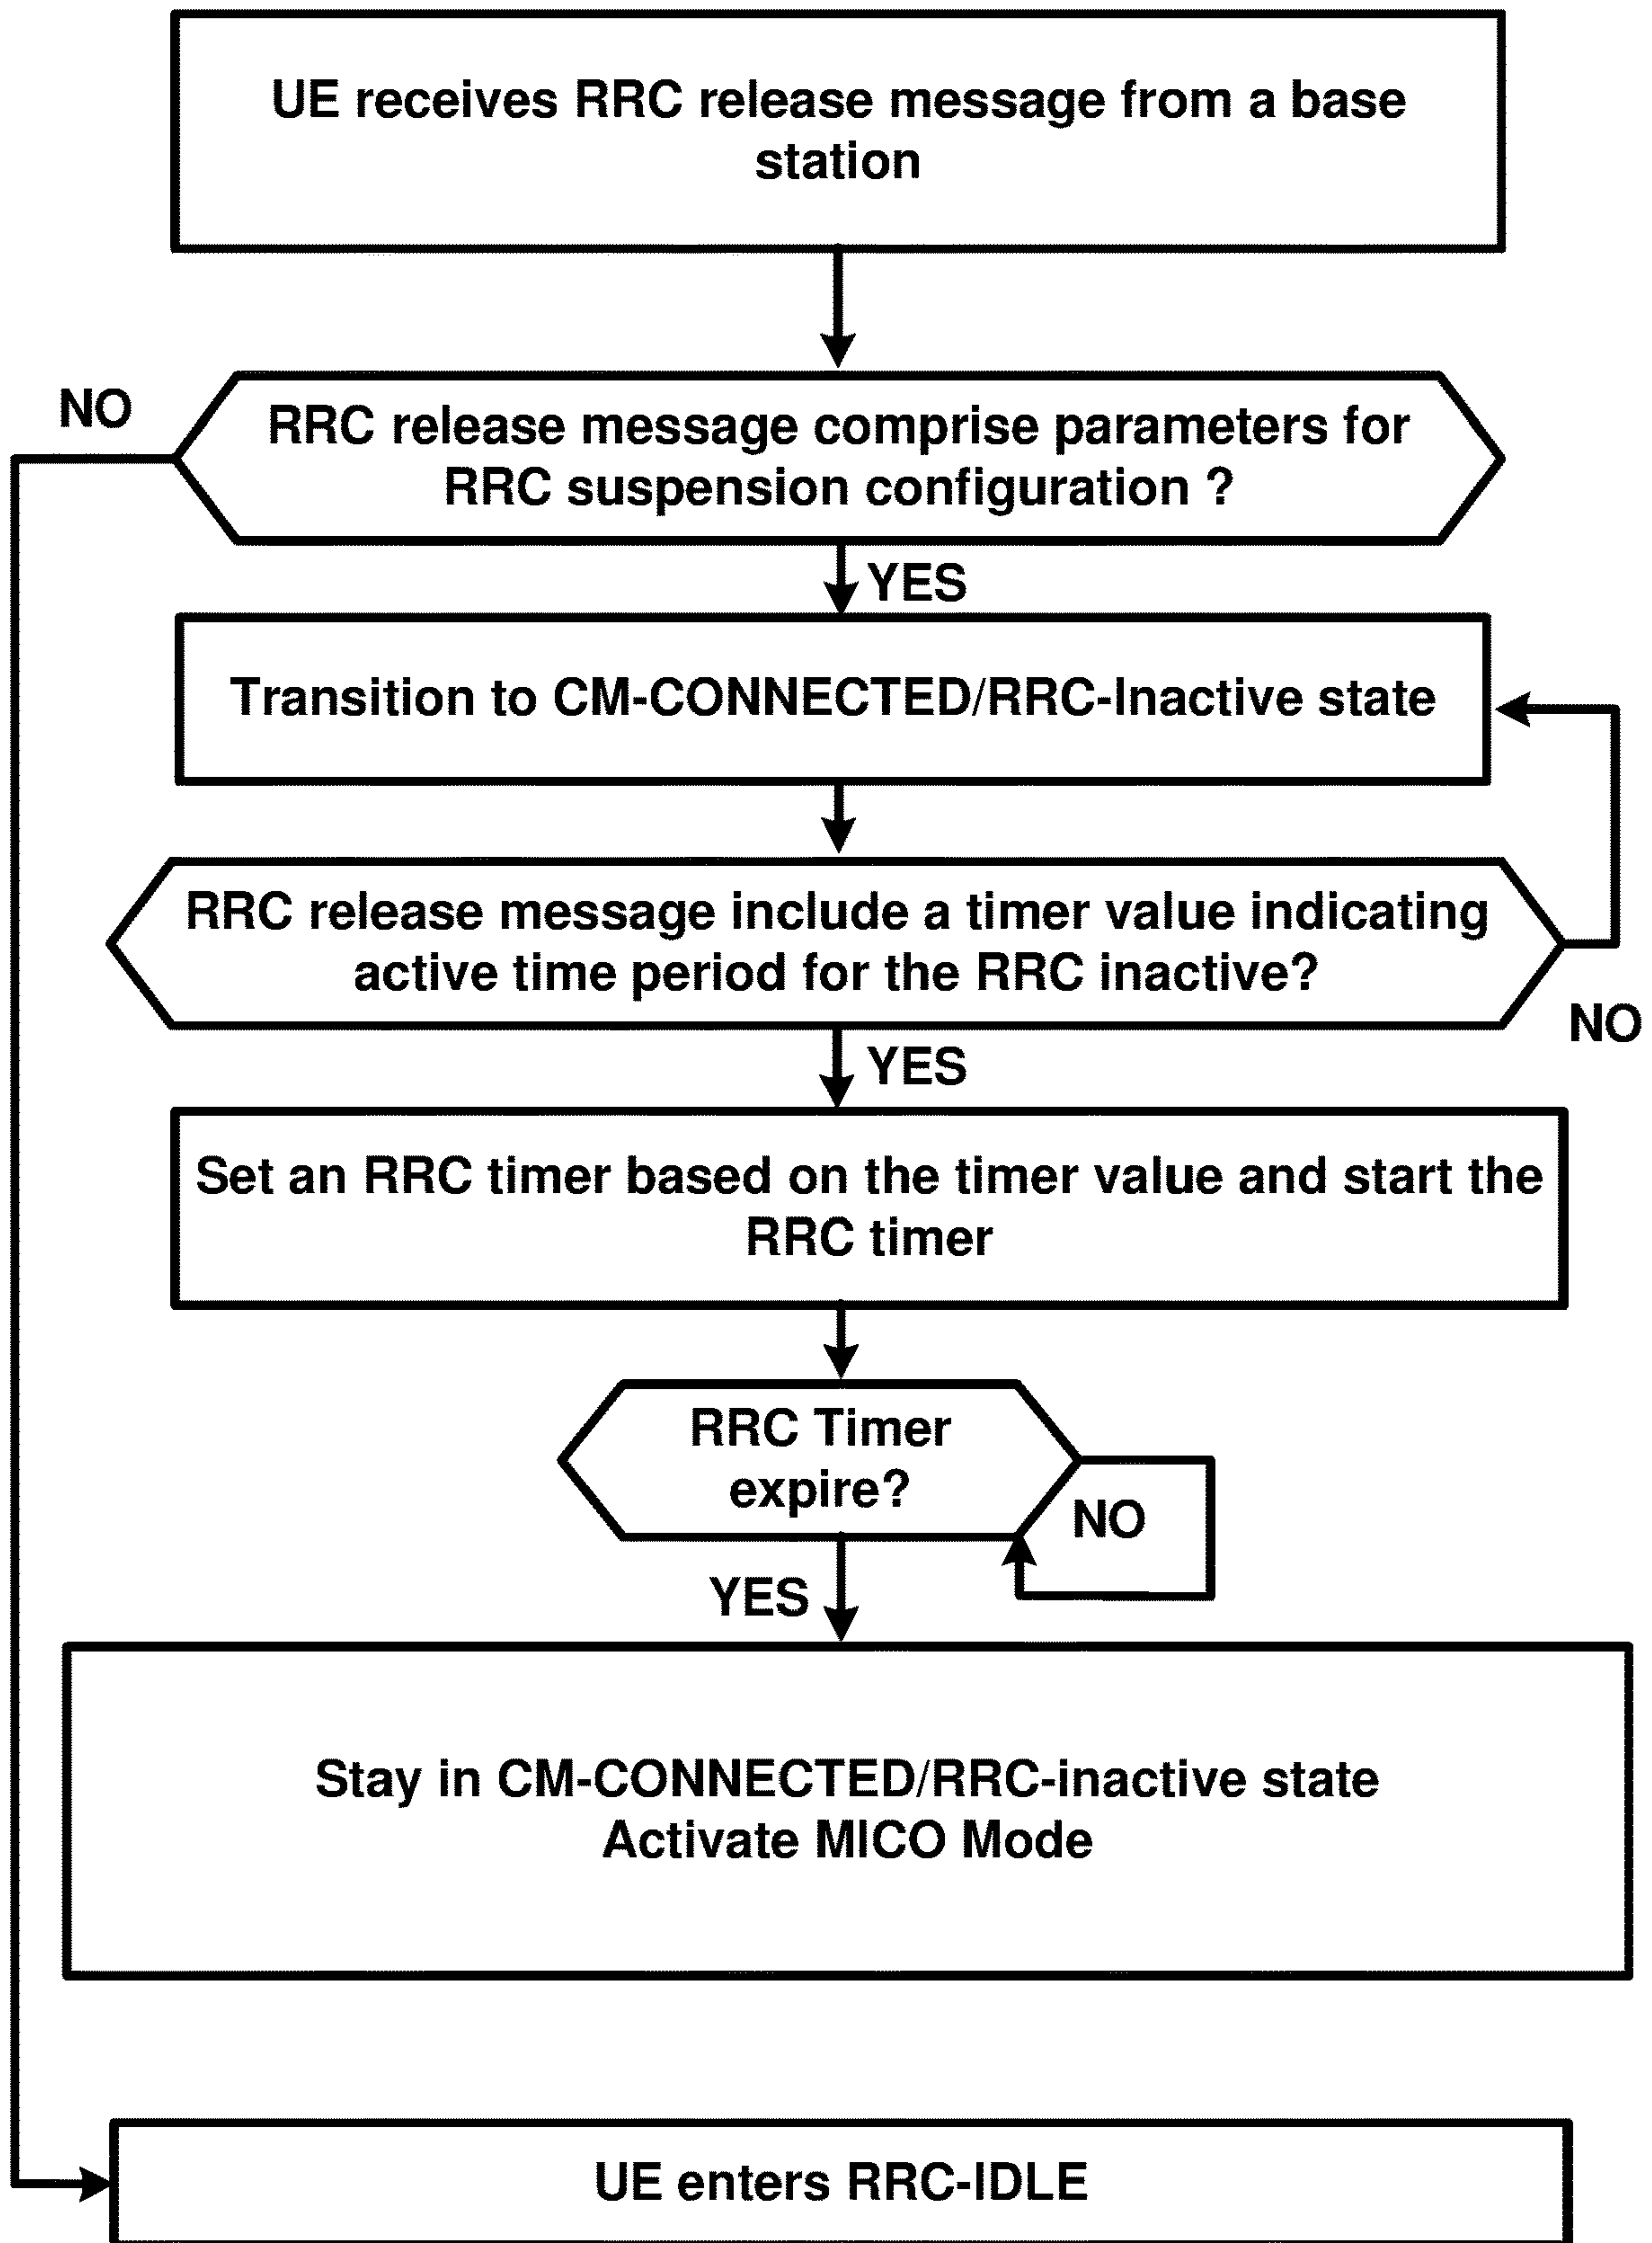 UE receives RRC release message from a base
station
NO
RRC release message comprise parameters for
RRC suspension configuration ?
YES
Transition to CM-CONNECTED/RRC-Inactive state
RRC release message include a timer value indicating
active time period for the RRC inactive?
NO
YES
Set an RRC timer based on the timer value and start the
RRC timer
RRC Timer
expire?
NO
YES
Stay in CM-CONNECTED/RRC-inactive state
Activate MICO Mode
UE enters RRC-IDLE